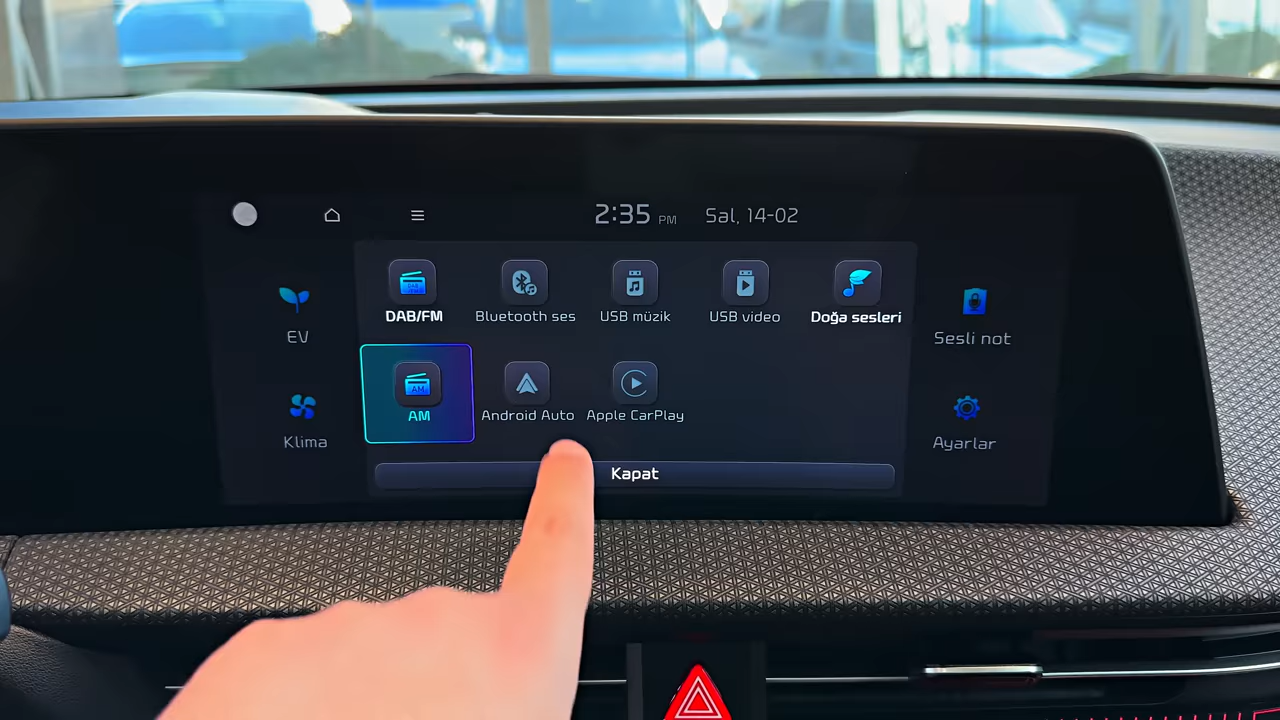 2:35 PM Sal, 14-02
DAB/FM Bluetooth ses USB müzik USB video Doğa sesleri
EV Sesli not
AM
AM Android Auto Apple CarPlay
Klima Ayarlar
Kapat